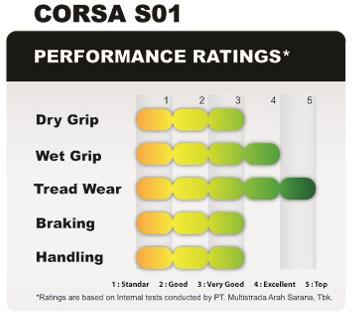 CORSA S01
PERFORMANCE RATINGS*
1 2 3 4 5
Dry Grip
Wet Grip
Tread Wear
Braking
Handling
1 : Standar 2 : Good 3 : Very Good 4 : Excellent 5 : Top
*Ratings are based on Internal tests conducted by PT. Multistrada Arah Sarana, Tbk.